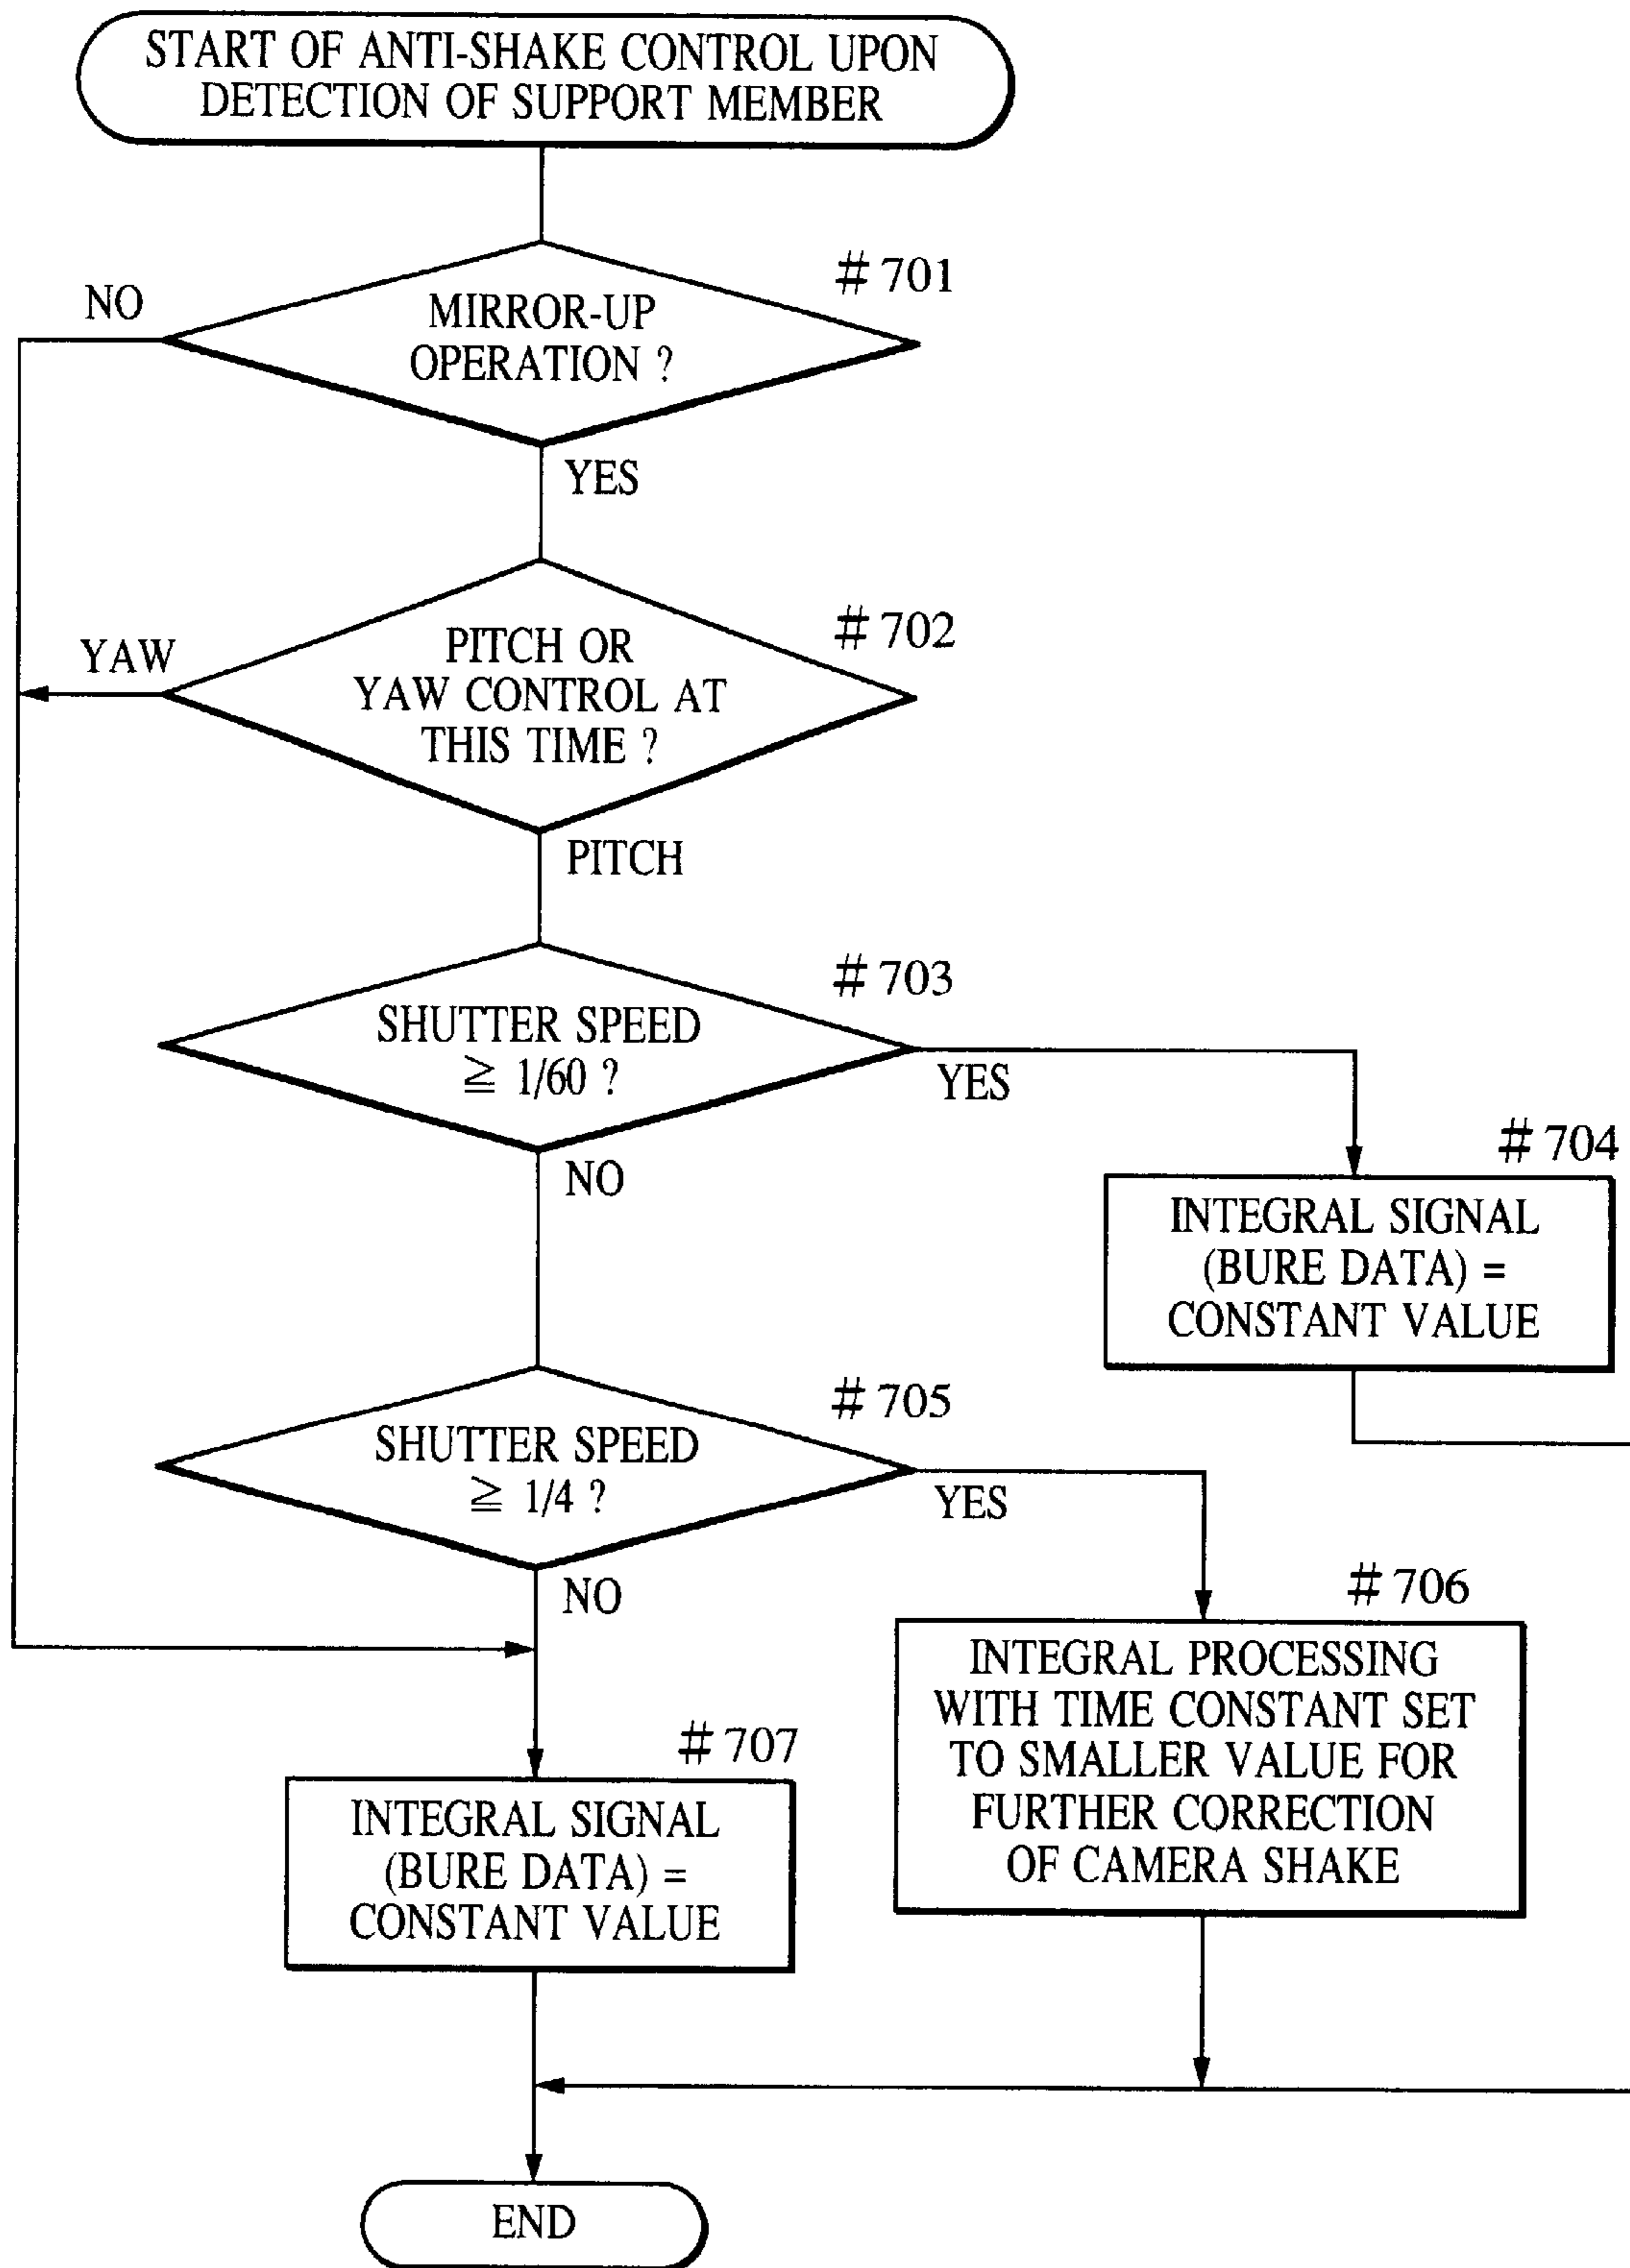 START OF ANTI-SHAKE CONTROL UPON
DETECTION OF SUPPORT MEMBER
# 701
NO
MIRROR-UP
OPERATION ?
YES
# 702
YAW
PITCH OR
YAW CONTROL AT
THIS TIME ?
PITCH
# 703
SHUTTER SPEED
≧ 1/60 ?
YES
NO
# 704
INTEGRAL SIGNAL
(BURE DATA) =
CONSTANT VALUE
# 705
SHUTTER SPEED
≧ 1/4 ?
YES
NO
# 706
INTEGRAL PROCESSING
WITH TIME CONSTANT SET
TO SMALLER VALUE FOR
FURTHER CORRECTION
OF CAMERA SHAKE
# 707
INTEGRAL SIGNAL
(BURE DATA) =
CONSTANT VALUE
END